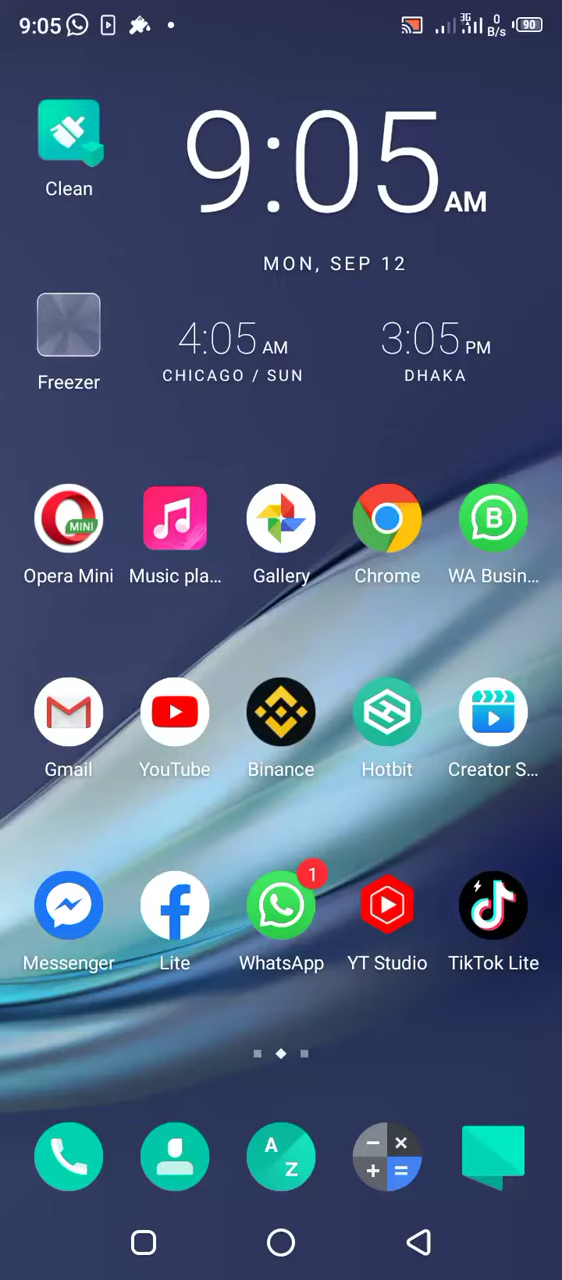 9:05
3G
0
B/s
90
Clean
9:05 AM
MON, SEP 12
Freezer
4:05 AM
3:05 PM
CHICAGO / SUN
DHAKA
MINI
B
Opera Mini
Music pla...
Gallery
Chrome
WA Busin...
Gmail
YouTube
Binance
Hotbit
Creator S...
1
Messenger
Lite
WhatsApp
YT Studio
TikTok Lite
A
Z
− ×
+ =